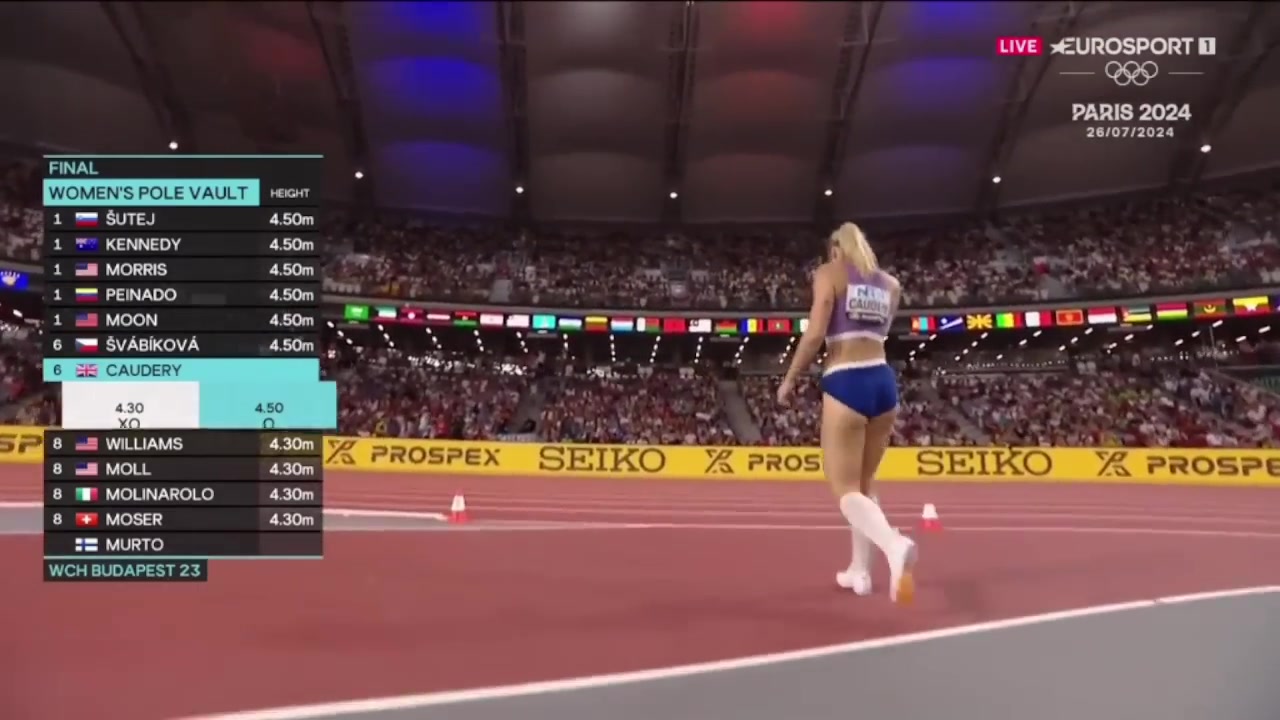 LIVE EUROSPORT 1
PARIS 2024
26/07/2024
FINAL
WOMEN'S POLE VAULT HEIGHT
1 ŠUTEJ 4.50m
1 KENNEDY 4.50m
1 MORRIS 4.50m
1 PEINADO 4.50m
1 MOON 4.50m
6 ŠVÁBÍKOVÁ 4.50m
6 CAUDERY
4.30 4.50
XO O
8 WILLIAMS 4.30m
8 MOLL 4.30m
8 MOLINAROLO 4.30m
8 MOSER 4.30m
MURTO
WCH BUDAPEST 23
CAUDERY
SP PROSPEX SEIKO PROS SEIKO PROSPE